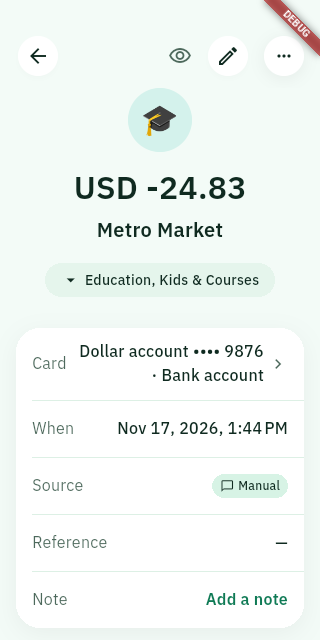 DEBUG
USD -24.83
Metro Market
Education, Kids & Courses
Card
Dollar account •••• 9876
· Bank account
When
Nov 17, 2026, 1:44 PM
Source
Manual
Reference
—
Note
Add a note